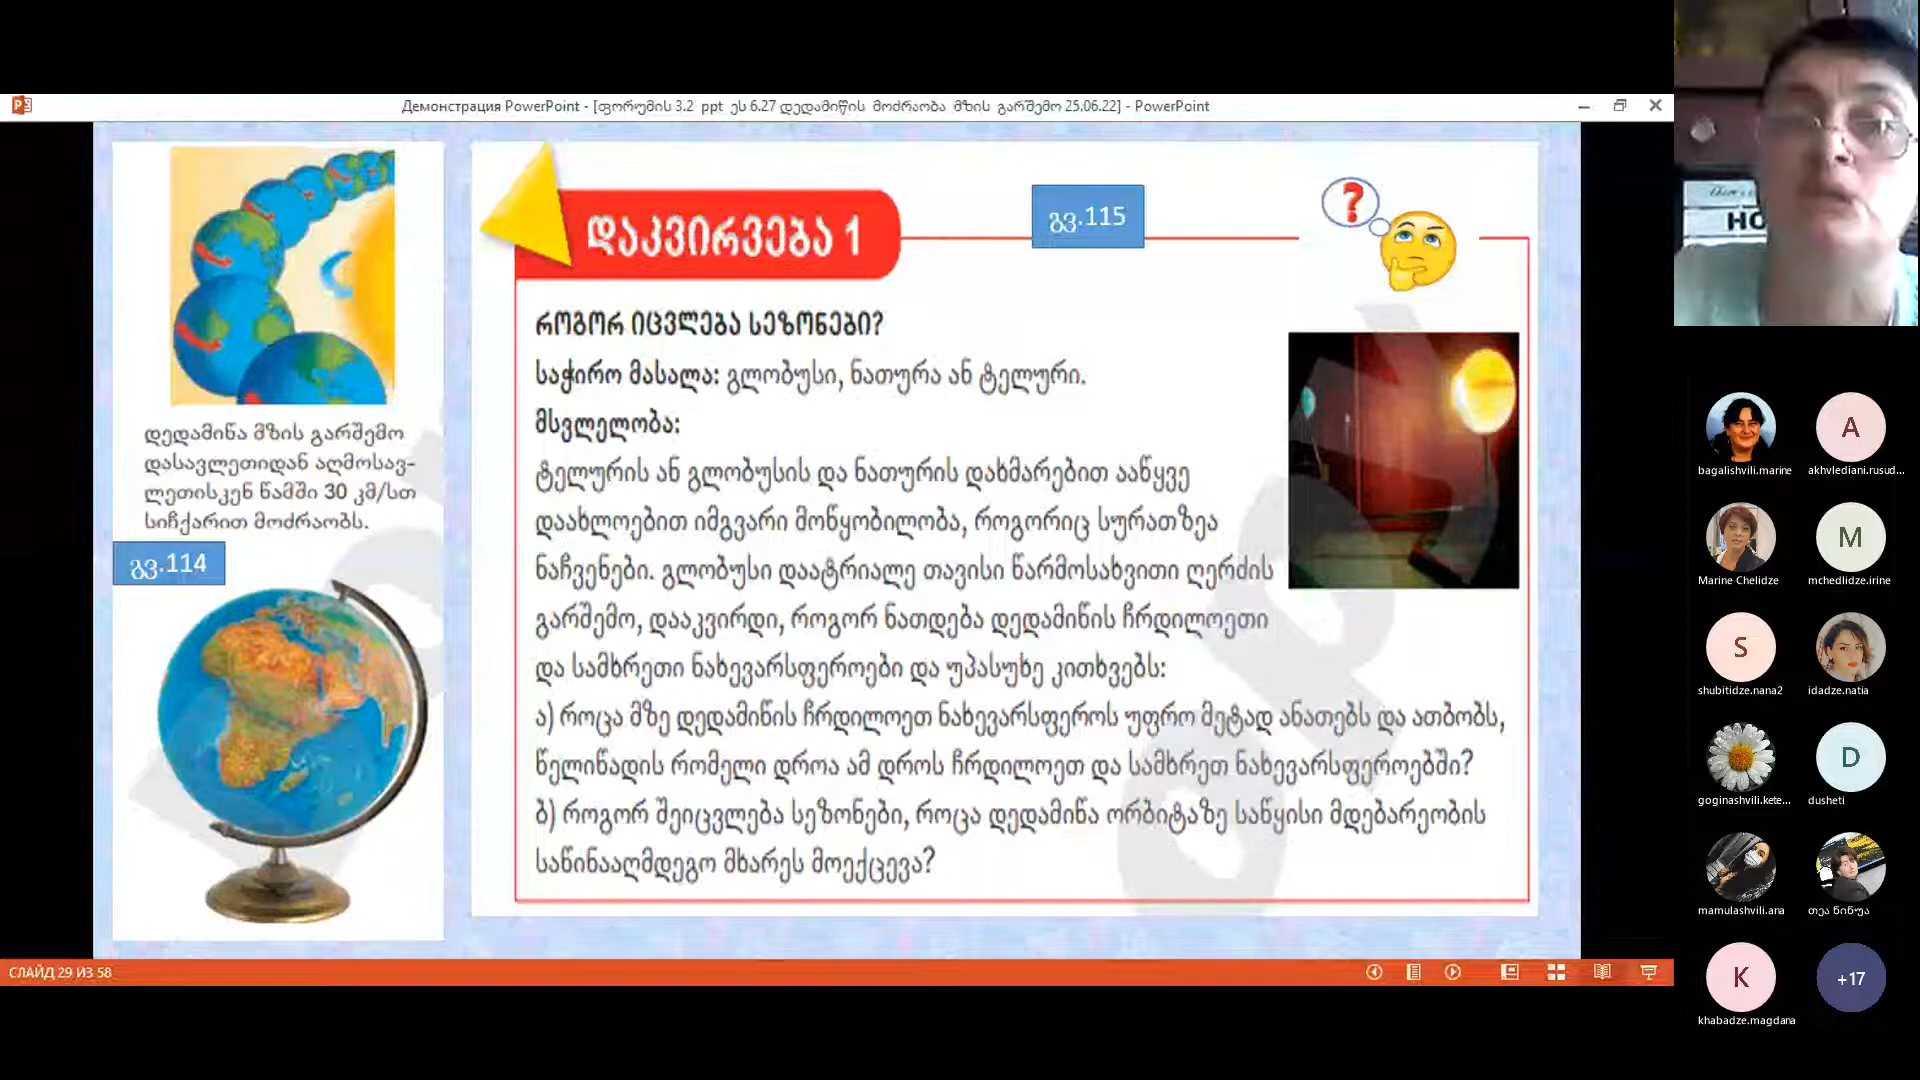 Демонстрация PowerPoint - [ფორუმის 3.2 ppt ეს 6.27 დედამიწის მოძრაობა მზის გარშემო 25.06.22] - PowerPoint
დედამიწა მზის გარშემო
დასავლეთიდან აღმოსავ-
ლეთისკენ წამში 30 კმ/სთ
სიჩქარით მოძრაობს.
გვ.114
დაკვირვება 1
გვ.115
?
როგორ იცვლება სეზონები?
საჭირო მასალა: გლობუსი, ნათურა ან ტელური.
მსვლელობა:
ტელურის ან გლობუსის და ნათურის დახმარებით ააწყვე
დაახლოებით იმგვარი მოწყობილობა, როგორიც სურათზეა
ნაჩვენები. გლობუსი დაატრიალე თავისი წარმოსახვითი ღერძის
გარშემო, დააკვირდი, როგორ ნათდება დედამიწის ჩრდილოეთი
და სამხრეთი ნახევარსფეროები და უპასუხე კითხვებს:
ა) როცა მზე დედამიწის ჩრდილოეთ ნახევარსფეროს უფრო მეტად ანათებს და ათბობს,
წელიწადის რომელი დროა ამ დროს ჩრდილოეთ და სამხრეთ ნახევარსფეროებში?
ბ) როგორ შეიცვლება სეზონები, როცა დედამიწა ორბიტაზე საწყისი მდებარეობის
საწინააღმდეგო მხარეს მოექცევა?
СЛАЙД 29 ИЗ 58
HO
bagalishvili.marine
A
akhvlediani.rusud...
Marine Chelidze
M
mchedlidze.irine
S
shubitidze.nana2
idadze.natia
goginashvili.kete...
D
dusheti
mamulashvili.ana
თეა ნინუა
K
khabadze.magdana
+17